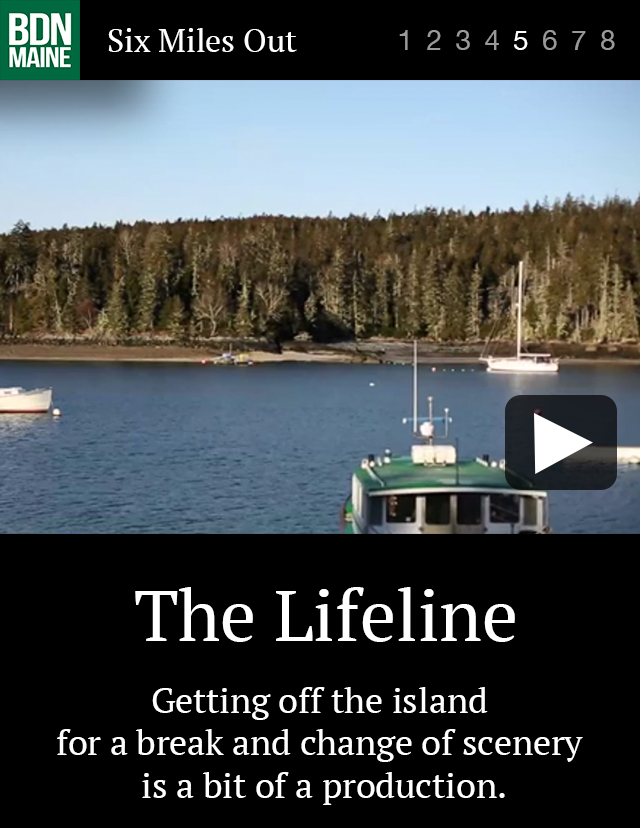 BDN
MAINE
Six Miles Out
1 2 3 4 5 6 7 8
The Lifeline
Getting off the island
for a break and change of scenery
is a bit of a production.